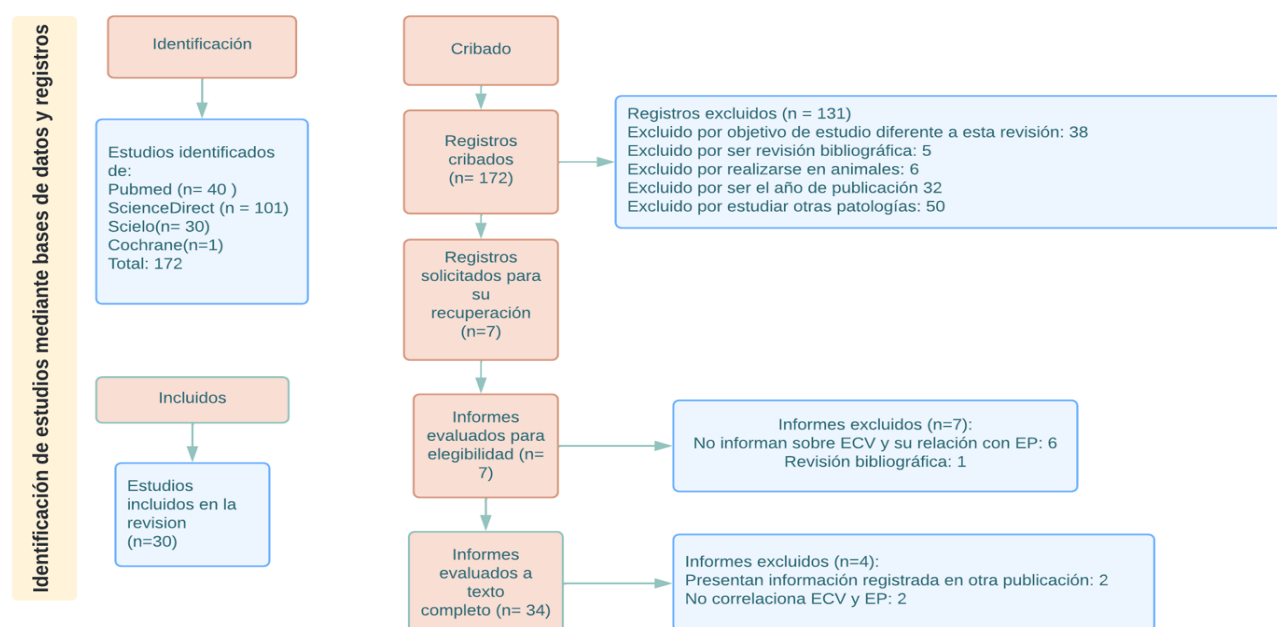 Identificación de estudios mediante bases de datos y registros
Identificación
Estudios identificados
de:
Pubmed (n= 40 )
ScienceDirect (n = 101)
Scielo(n= 30)
Cochrane(n=1)
Total: 172
Incluidos
Estudios
incluidos en la
revision
(n=30)
Cribado
Registros
cribados
(n= 172)
Registros excluidos (n = 131)
Excluido por objetivo de estudio diferente a esta revisión: 38
Excluido por ser revisión bibliográfica: 5
Excluido por realizarse en animales: 6
Excluido por ser el año de publicación 32
Excluido por estudiar otras patologías: 50
Registros
solicitados para
su
recuperación
(n=7)
Informes
evaluados para
elegibilidad (n=
7)
Informes excluidos (n=7):
No informan sobre ECV y su relación con EP: 6
Revisión bibliográfica: 1
Informes
evaluados a
texto
completo (n= 34)
Informes excluidos (n=4):
Presentan información registrada en otra publicación: 2
No correlaciona ECV y EP: 2